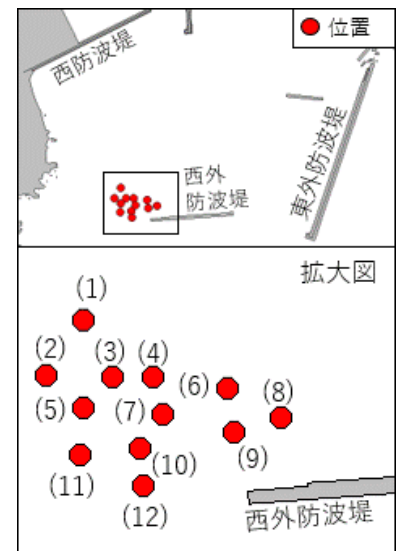 位置
西防波堤
西外
防波堤
東外防波堤
拡大図
(1)
(2)
(3)
(4)
(6)
(8)
(5)
(7)
(9)
(10)
(11)
(12)
西外防波堤